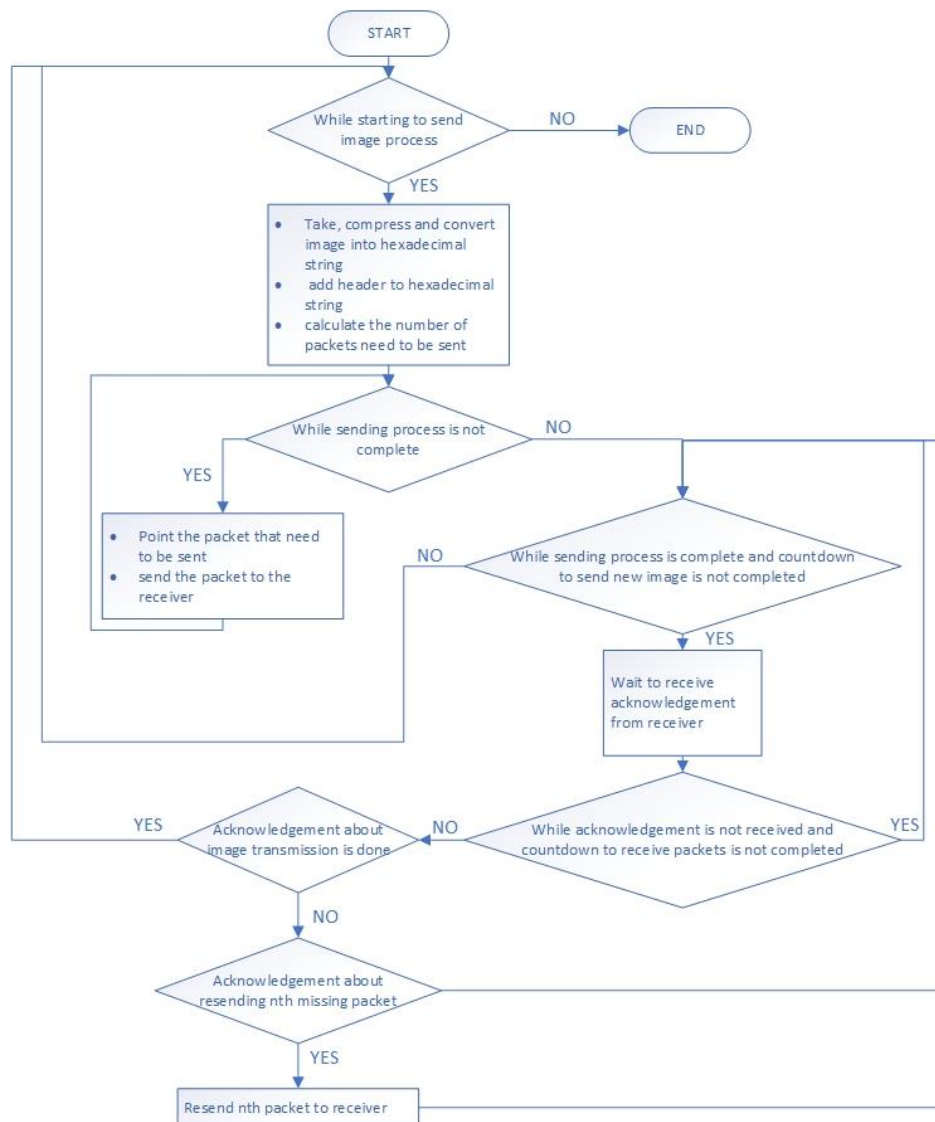 START
While starting to send
image process
NO
END
YES
• Take, compress and convert
image into hexadecimal
string
• add header to hexadecimal
string
• calculate the number of
packets need to be sent
While sending process is not
complete
NO
YES
• Point the packet that need
to be sent
• send the packet to the
receiver
NO
While sending process is complete and countdown
to send new image is not completed
YES
Wait to receive
acknowledgement
from receiver
YES
Acknowledgement about
image transmission is done
NO
While acknowledgement is not received and
countdown to receive packets is not completed
YES
NO
Acknowledgement about
resending nth missing packet
YES
Resend nth packet to receiver